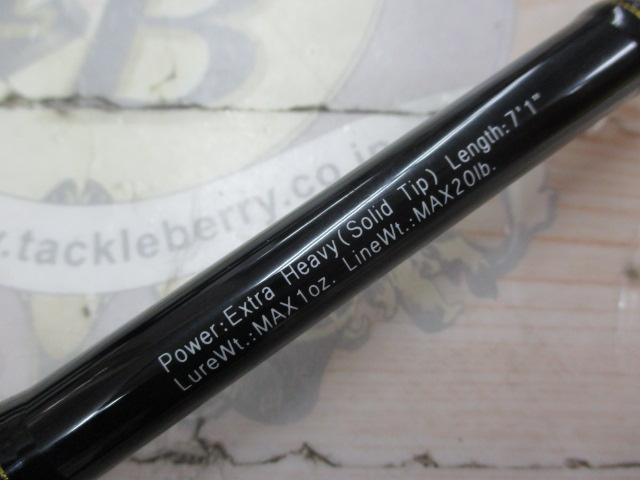 B
.tackleberry.co.jp
Power:Extra Heavy(Solid Tip) Length:7'1"
LureWt.:MAX1oz. LineWt.:MAX20lb.